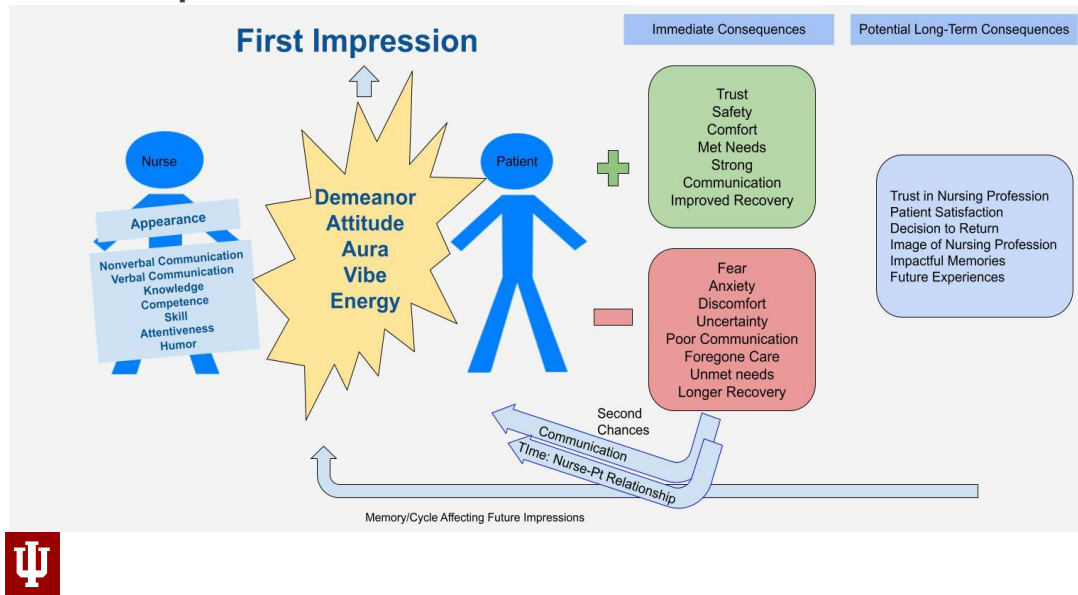 First Impression
Immediate Consequences
Potential Long-Term Consequences
Nurse
Appearance
Nonverbal Communication
Verbal Communication
Knowledge
Competence
Skill
Attentiveness
Humor
Demeanor
Attitude
Aura
Vibe
Energy
Patient
Trust
Safety
Comfort
Met Needs
Strong
Communication
Improved Recovery
Fear
Anxiety
Discomfort
Uncertainty
Poor Communication
Foregone Care
Unmet needs
Longer Recovery
Trust in Nursing Profession
Patient Satisfaction
Decision to Return
Image of Nursing Profession
Impactful Memories
Future Experiences
Second
Chances
Communication
TIme: Nurse-Pt Relationship
Memory/Cycle Affecting Future Impressions